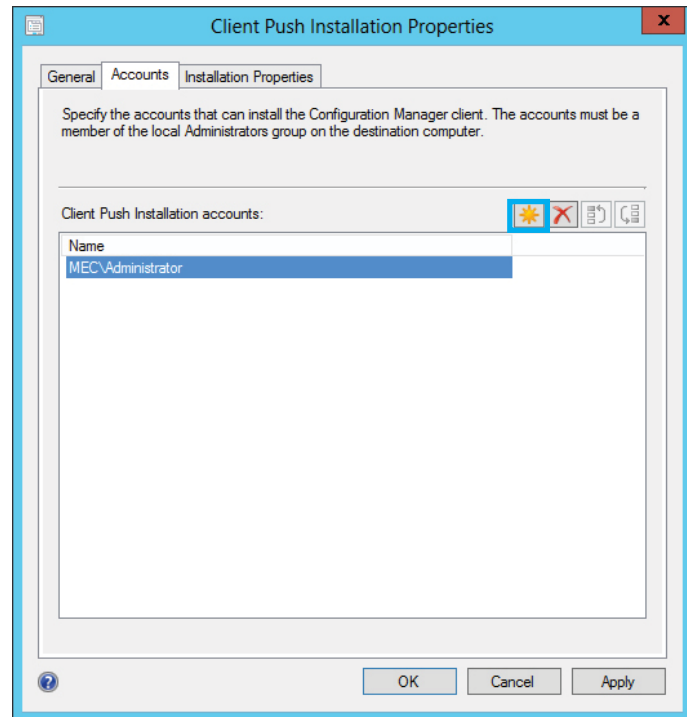 Client Push Installation Properties
x
General Accounts Installation Properties
Specify the accounts that can install the Configuration Manager client. The accounts must be a
member of the local Administrators group on the destination computer.
Client Push Installation accounts:
Name
MEC\Administrator
?
OK Cancel Apply